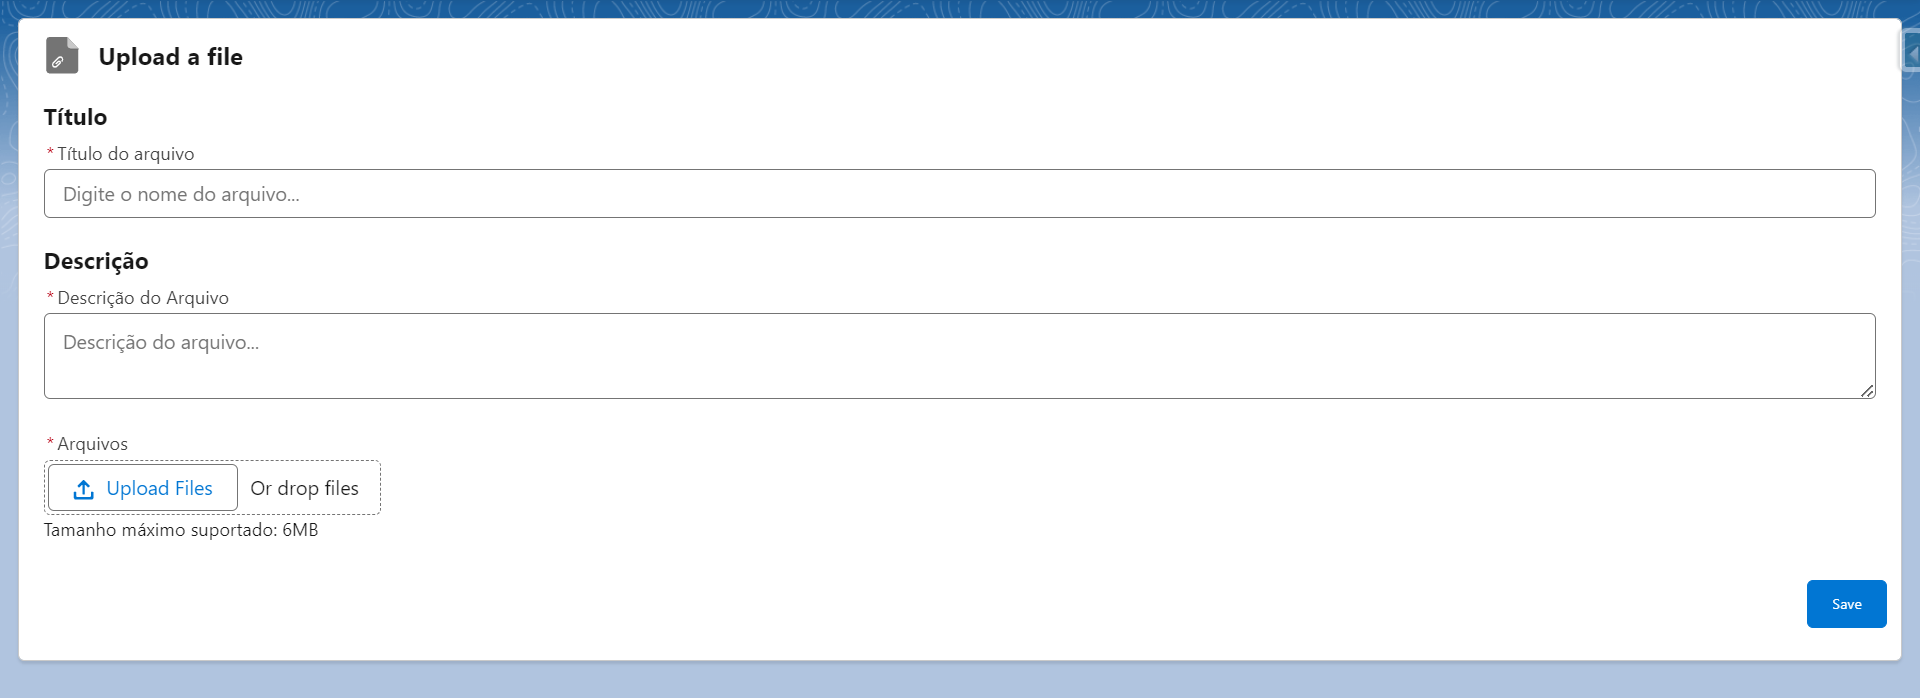 Upload a file
Título
*Título do arquivo
Digite o nome do arquivo...
Descrição
*Descrição do Arquivo
Descrição do arquivo...
*Arquivos
Upload Files Or drop files
Tamanho máximo suportado: 6MB
Save